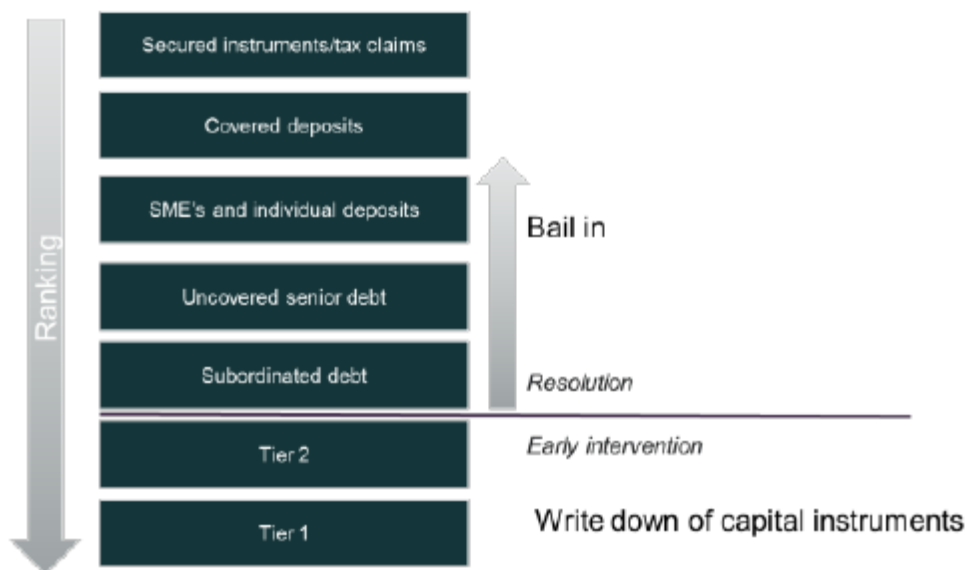 Ranking
Secured instruments/tax claims
Covered deposits
SME's and individual deposits
Uncovered senior debt
Subordinated debt
Tier 2
Tier 1
Bail in
Resolution
Early intervention
Write down of capital instruments